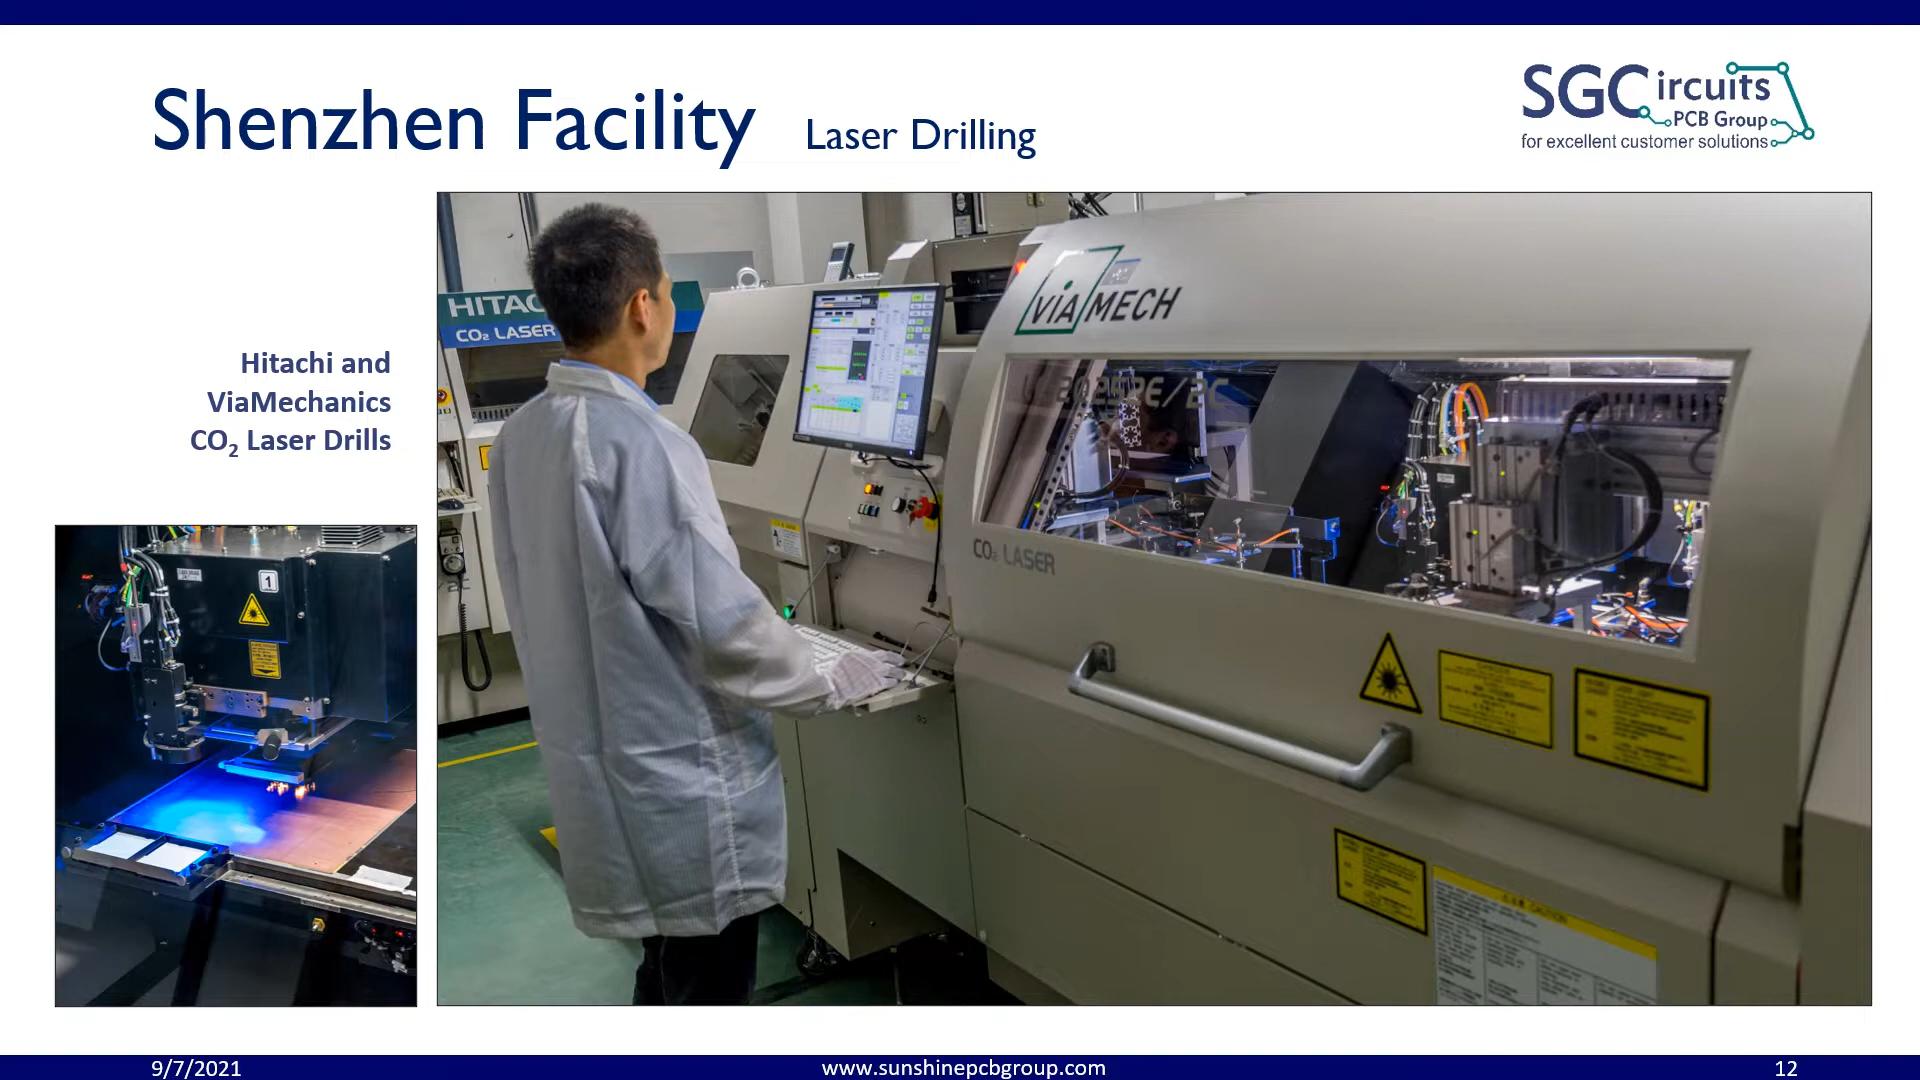 Shenzhen Facility Laser Drilling
SGCircuits
PCB Group
for excellent customer solutions
Hitachi and
ViaMechanics
CO₂ Laser Drills
1
HITAC
CO₂ LASER
VIA MECH
CO₂ LASER
CAUTION
9/7/2021
www.sunshinepcbgroup.com
12